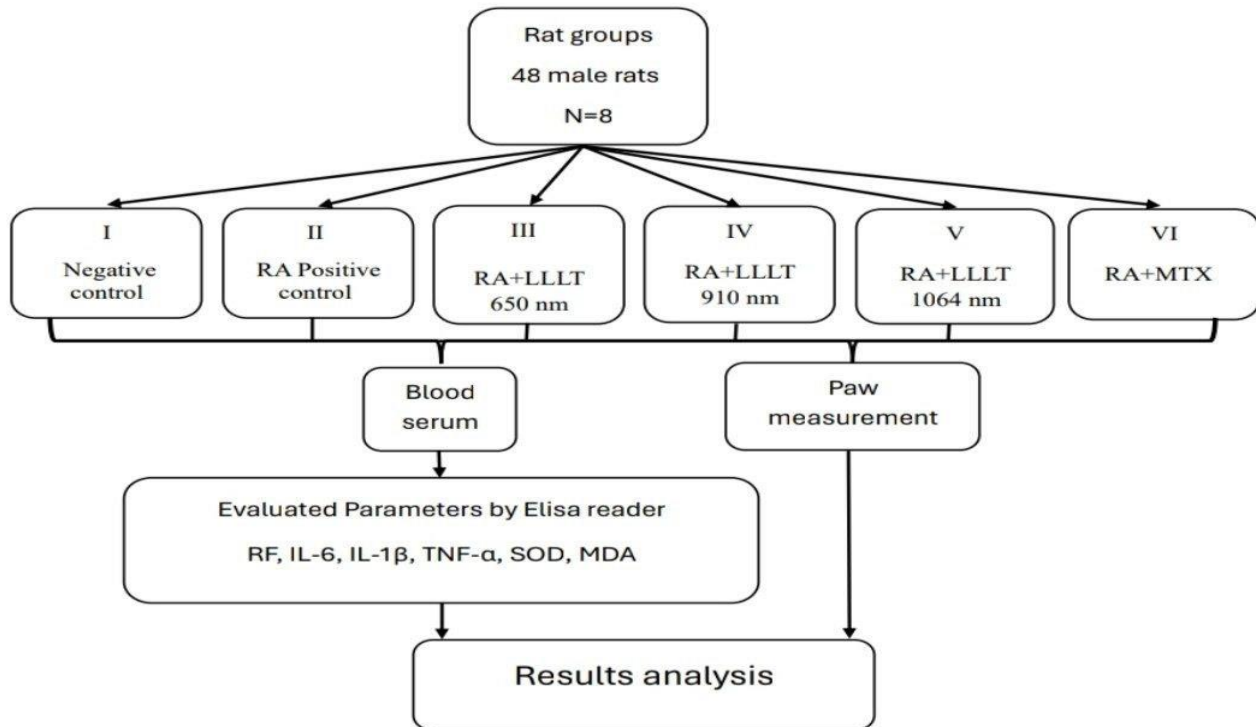 Rat groups
48 male rats
N=8
I
Negative
control
II
RA Positive
control
III
RA+LLLT
650 nm
IV
RA+LLLT
910 nm
V
RA+LLLT
1064 nm
VI
RA+MTX
Blood
serum
Paw
measurement
Evaluated Parameters by Elisa reader
RF, IL-6, IL-1β, TNF-α, SOD, MDA
Results analysis